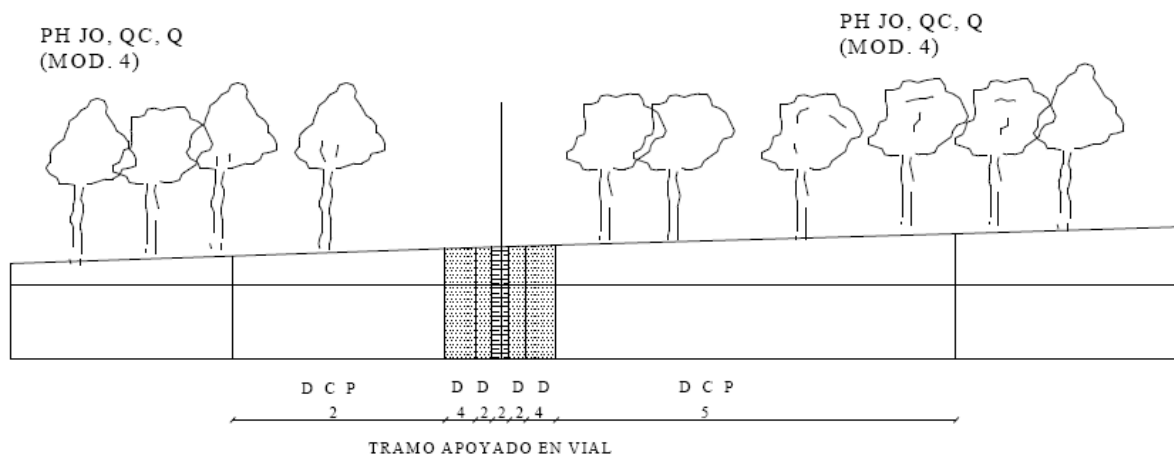 PH JO, QC, Q
(MOD. 4)
PH JO, QC, Q
(MOD. 4)
D C P D D D D D C P
2 4 2 2 2 4 5
TRAMO APOYADO EN VIAL